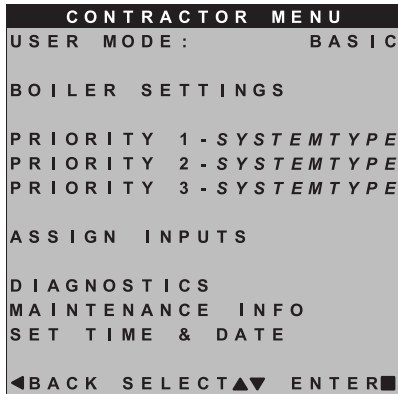 CONTRACTOR MENU
USER MODE: BASIC
BOILER SETTINGS
PRIORITY 1-SYSTEMTYPE
PRIORITY 2-SYSTEMTYPE
PRIORITY 3-SYSTEMTYPE
ASSIGN INPUTS
DIAGNOSTICS
MAINTENANCE INFO
SET TIME & DATE
◀BACK SELECT▲▼ ENTER■